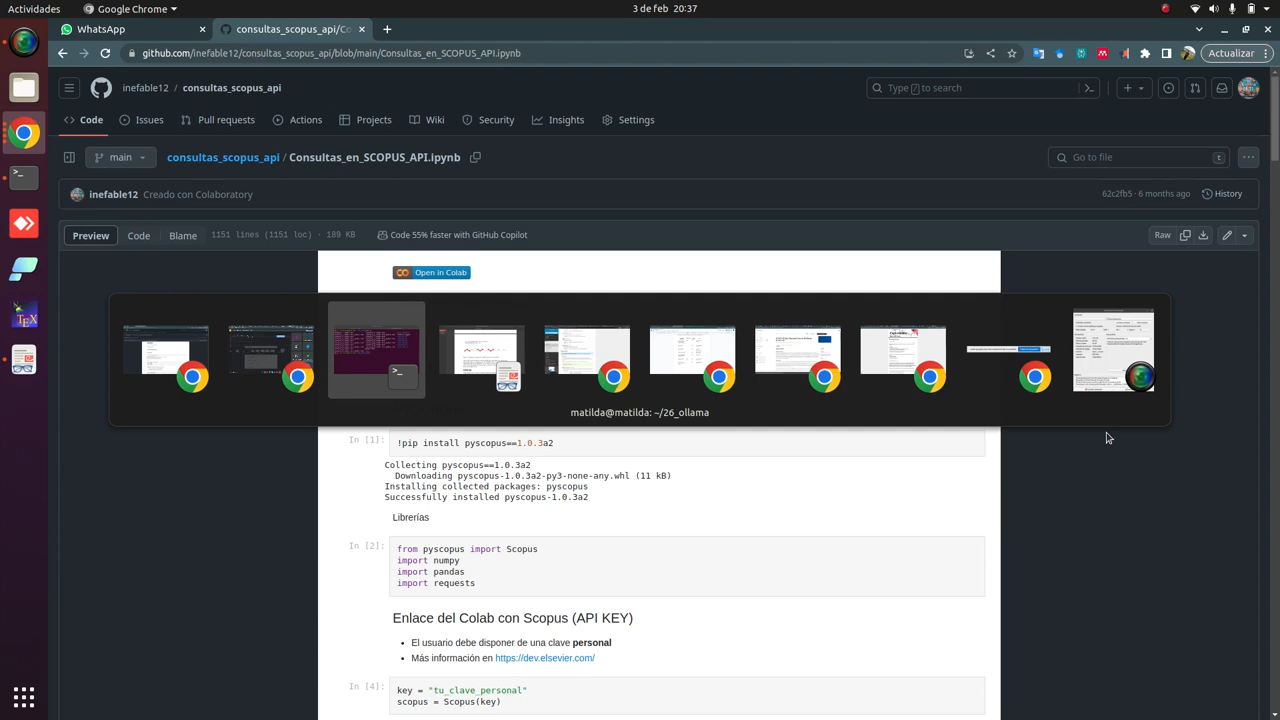 Actividades
Google Chrome
3 de feb 20:37
WhatsApp
consultas_scopus_api/Co
github.com/inefable12/consultas_scopus_api/blob/main/Consultas_en_SCOPUS_API.ipynb
Actualizar
inefable12 / consultas_scopus_api
Type / to search
Code
Issues
Pull requests
Actions
Projects
Wiki
Security
Insights
Settings
main
consultas_scopus_api / Consultas_en_SCOPUS_API.ipynb
Go to file
t
inefable12 Creado con Colaboratory
62c2fb5 · 6 months ago
History
Preview
Code
Blame
1151 lines (1151 loc) · 189 KB
Code 55% faster with GitHub Copilot
Raw
Open in Colab
matilda@matilda: ~/26_ollama
In [1]:
!pip install pyscopus==1.0.3a2
Collecting pyscopus==1.0.3a2
Downloading pyscopus-1.0.3a2-py3-none-any.whl (11 kB)
Installing collected packages: pyscopus
Successfully installed pyscopus-1.0.3a2
Librerías
In [2]:
from pyscopus import Scopus
import numpy
import pandas
import requests
Enlace del Colab con Scopus (API KEY)
El usuario debe disponer de una clave personal
Más información en https://dev.elsevier.com/
In [4]:
key = "tu_clave_personal"
scopus = Scopus(key)